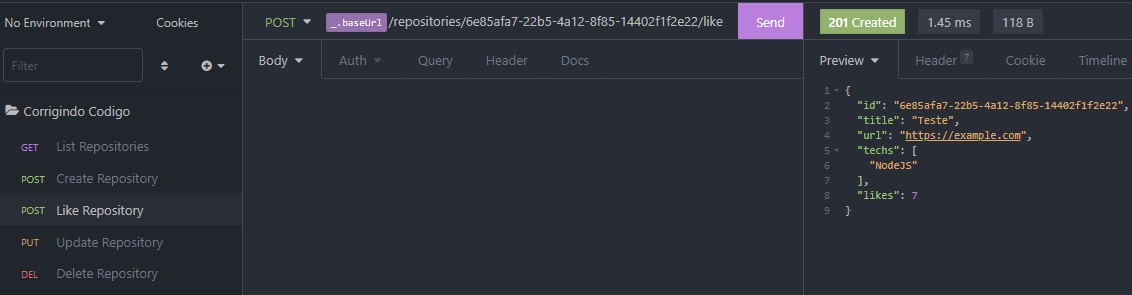 No Environment Cookies
POST _.baseUrl /repositories/6e85afa7-22b5-4a12-8f85-14402f1f2e22/like Send
201 Created 1.45 ms 118 B
Filter
Body Auth Query Header Docs
Preview Header 7 Cookie Timeline
Corrigindo Codigo
GET List Repositories
POST Create Repository
POST Like Repository
PUT Update Repository
DEL Delete Repository
1 {
2 "id": "6e85afa7-22b5-4a12-8f85-14402f1f2e22",
3 "title": "Teste",
4 "url": "https://example.com",
5 "techs": [
6 "NodeJS"
7 ],
8 "likes": 7
9 }